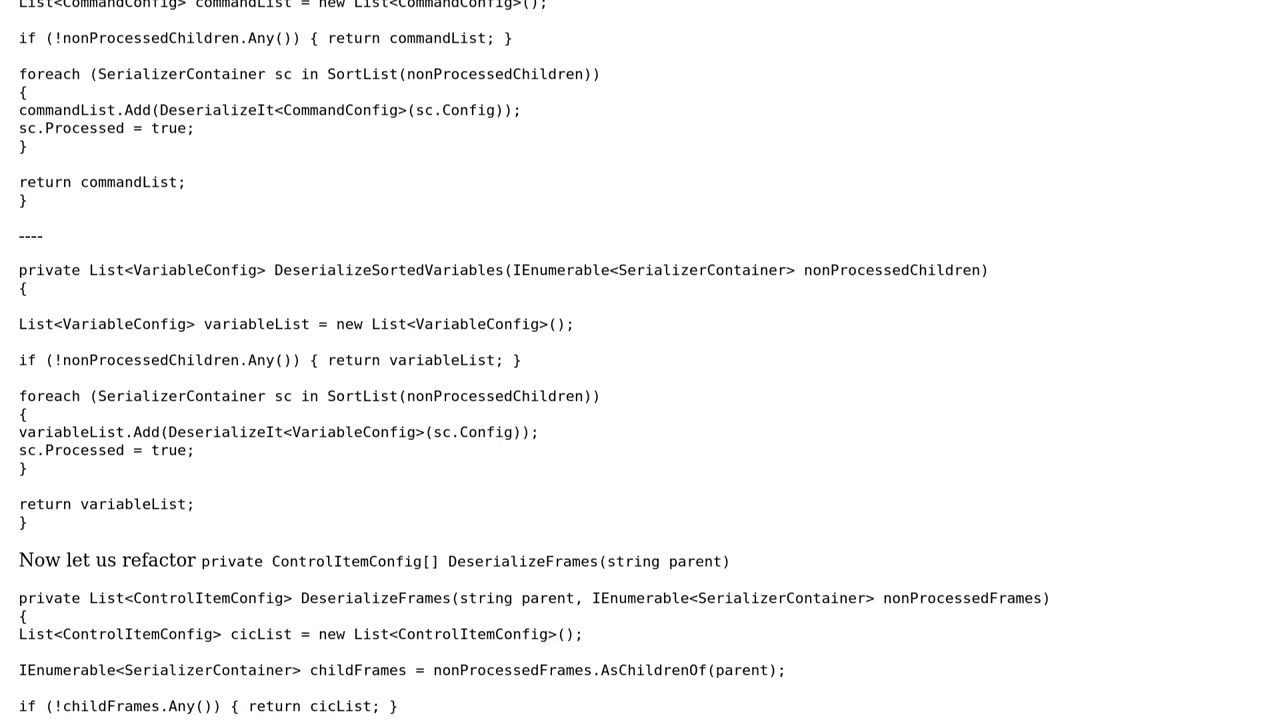 List<CommandConfig> commandList = new List<CommandConfig>();
if (!nonProcessedChildren.Any()) { return commandList; }
foreach (SerializerContainer sc in SortList(nonProcessedChildren))
{
commandList.Add(DeserializeIt<CommandConfig>(sc.Config));
sc.Processed = true;
}
return commandList;
}
----
private List<VariableConfig> DeserializeSortedVariables(IEnumerable<SerializerContainer> nonProcessedChildren)
{
List<VariableConfig> variableList = new List<VariableConfig>();
if (!nonProcessedChildren.Any()) { return variableList; }
foreach (SerializerContainer sc in SortList(nonProcessedChildren))
{
variableList.Add(DeserializeIt<VariableConfig>(sc.Config));
sc.Processed = true;
}
return variableList;
}
Now let us refactor private ControlItemConfig[] DeserializeFrames(string parent)
private List<ControlItemConfig> DeserializeFrames(string parent, IEnumerable<SerializerContainer> nonProcessedFrames)
{
List<ControlItemConfig> cicList = new List<ControlItemConfig>();
IEnumerable<SerializerContainer> childFrames = nonProcessedFrames.AsChildrenOf(parent);
if (!childFrames.Any()) { return cicList; }